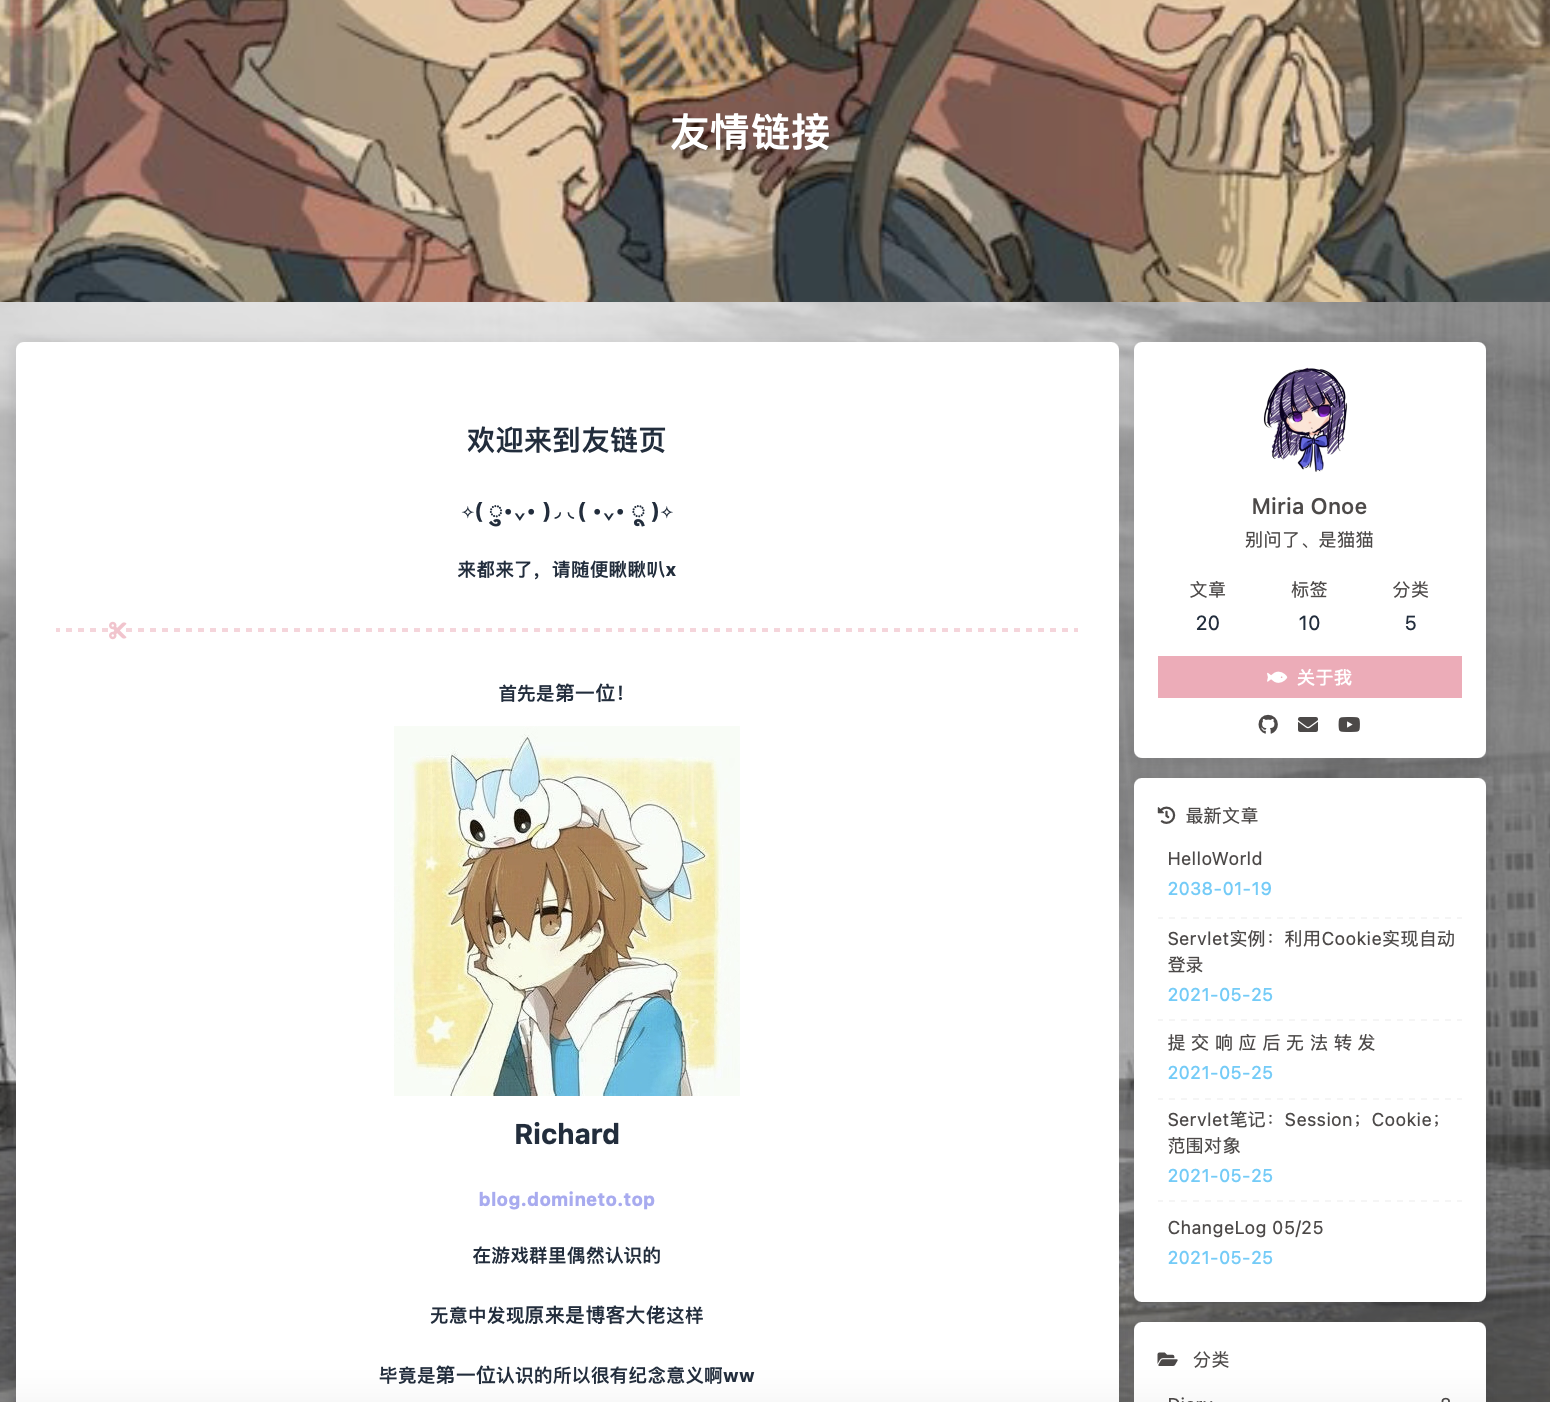 友情链接
欢迎来到友链页
✧( ु•⌄• )◞◟( •⌄• ू )✧
来都来了，请随便瞅瞅叭x
首先是第一位！
Richard
blog.domineto.top
在游戏群里偶然认识的
无意中发现原来是博客大佬这样
毕竟是第一位认识的所以很有纪念意义啊ww
Miria Onoe
别问了、是猫猫
文章 标签 分类
20 10 5
关于我
最新文章
HelloWorld
2038-01-19
Servlet实例：利用Cookie实现自动
登录
2021-05-25
提 交 响 应 后 无 法 转 发
2021-05-25
Servlet笔记：Session；Cookie；
范围对象
2021-05-25
ChangeLog 05/25
2021-05-25
分类